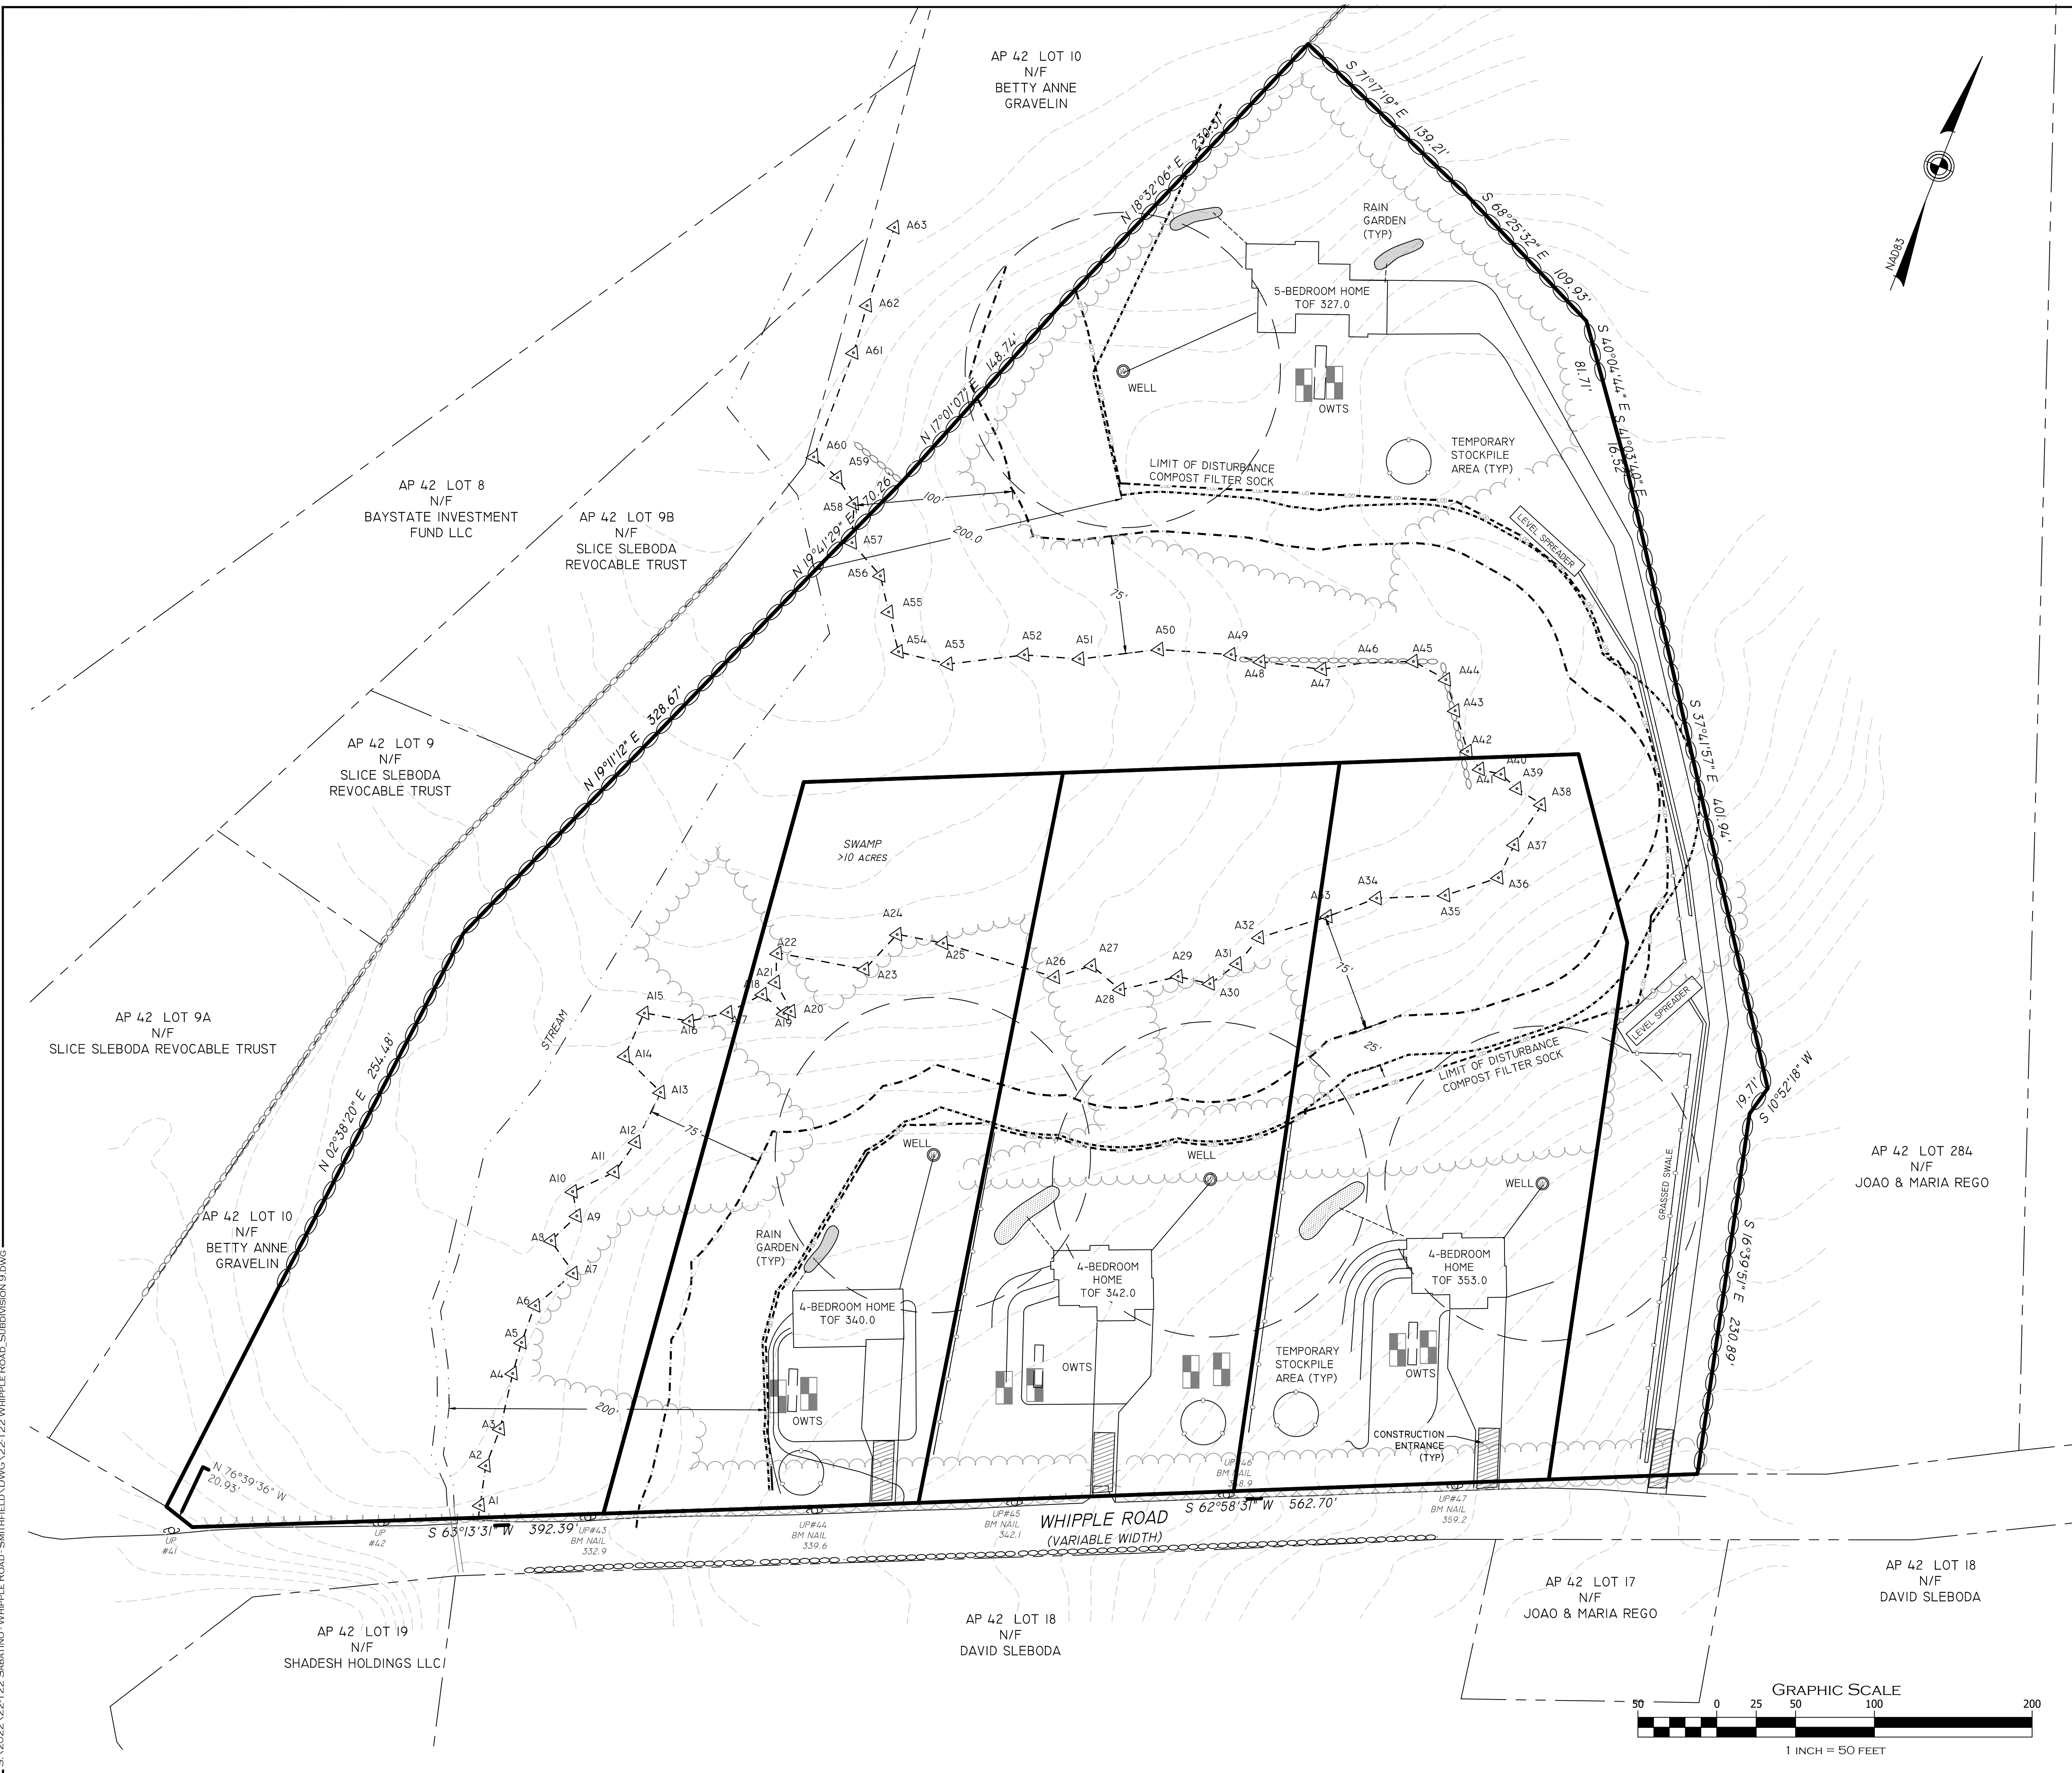 AP 42 LOT 10
N/F
BETTY ANNE
GRAVELIN
S 71°17'19" E 139.21'
NAD83
N 18°32'06" E 230.31'
S 68°25'32" E 109.93'
RAIN
GARDEN
(TYP)
5-BEDROOM HOME
TOF 327.0
A63
A62
A61
A60
A59
A58
A57
A56
A55
A54
A53
A52
A51
A50
A49
A48
A47
A46
A45
A44
A43
A42
A41
A40
A39
A38
A37
A36
A35
A34
A33
A32
A31
A30
A29
A28
A27
A26
A25
A24
A23
A22
A21
A20
A19
A18
A17
A16
A15
A14
A13
A12
A11
A10
A9
A8
A7
A6
A5
A4
A3
A2
A1
N 17°01'07" E 148.74'
WELL
OWTS
S 40°04'44" E
81.71'
S 41°03'40" E
16.52'
TEMPORARY
STOCKPILE
AREA (TYP)
LIMIT OF DISTURBANCE
COMPOST FILTER SOCK
LEVEL SPREADER
100'
200.0
75'
N 19°41'29" E 70.26'
AP 42 LOT 8
N/F
BAYSTATE INVESTMENT
FUND LLC
AP 42 LOT 9B
N/F
SLICE SLEBODA
REVOCABLE TRUST
AP 42 LOT 9
N/F
SLICE SLEBODA
REVOCABLE TRUST
N 19°11'12" E 328.67'
S 37°41'57" E 401.94'
SWAMP
>10 ACRES
AP 42 LOT 9A
N/F
SLICE SLEBODA REVOCABLE TRUST
STREAM
N 02°38'20" E 254.48'
75'
75'
25'
LIMIT OF DISTURBANCE
COMPOST FILTER SOCK
LEVEL SPREADER
19.71'
S 10°52'18" W
AP 42 LOT 284
N/F
JOAO & MARIA REGO
AP 42 LOT 10
N/F
BETTY ANNE
GRAVELIN
WELL
WELL
WELL
RAIN
GARDEN
(TYP)
GRASSED SWALE
S 16°39'51" E 230.89'
4-BEDROOM HOME
TOF 340.0
4-BEDROOM
HOME
TOF 342.0
4-BEDROOM
HOME
TOF 353.0
OWTS
OWTS
OWTS
TEMPORARY
STOCKPILE
AREA (TYP)
200'
CONSTRUCTION
ENTRANCE
(TYP)
N 76°39'36" W
20.93'
UP
#41
UP
#42
S 63°13'31" W 392.39'
UP#43
BM NAIL
332.9
UP#44
BM NAIL
339.6
UP#45
BM NAIL
342.1
UP#46
BM NAIL
UP#47
BM NAIL
359.2
S 62°58'31" W 562.70'
WHIPPLE ROAD
(VARIABLE WIDTH)
AP 42 LOT 19
N/F
SHADESH HOLDINGS LLC
AP 42 LOT 18
N/F
DAVID SLEBODA
AP 42 LOT 17
N/F
JOAO & MARIA REGO
AP 42 LOT 18
N/F
DAVID SLEBODA
GRAPHIC SCALE
50 0 25 50 100 200
1 INCH = 50 FEET